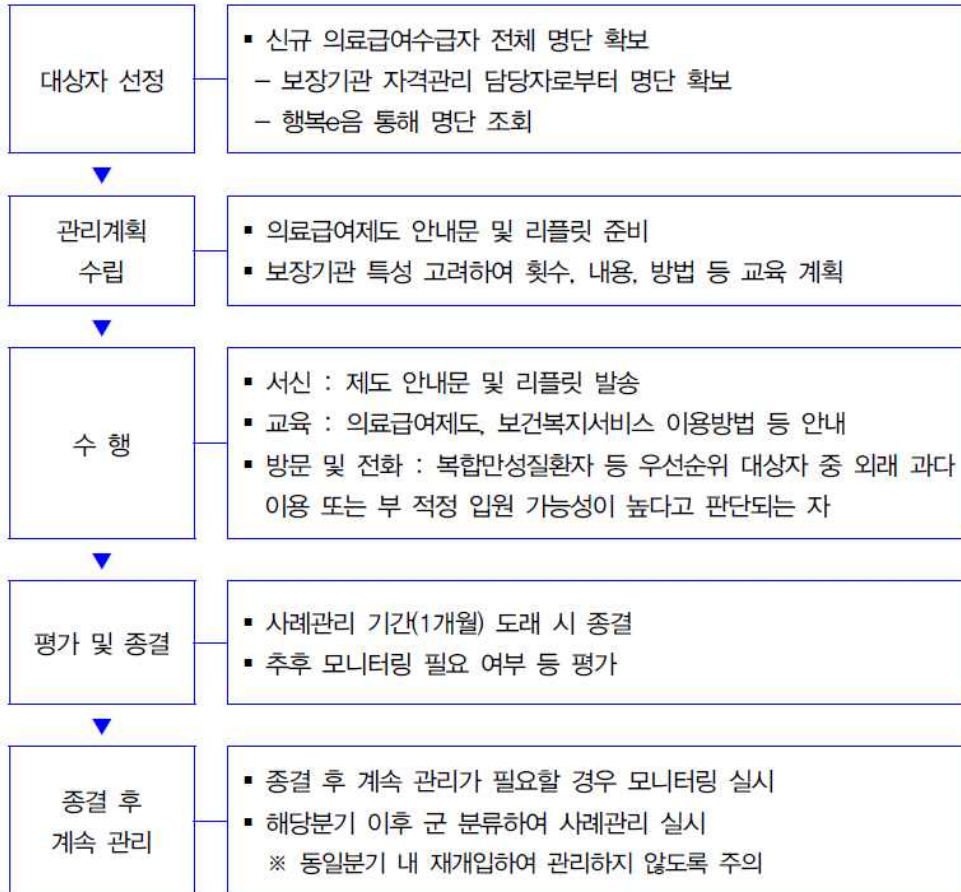 대상자 선정
▪ 신규 의료급여수급자 전체 명단 확보
– 보장기관 자격관리 담당자로부터 명단 확보
– 행복e음 통해 명단 조회
▼
관리계획
수립
▪ 의료급여제도 안내문 및 리플릿 준비
▪ 보장기관 특성 고려하여 횟수, 내용, 방법 등 교육 계획
▼
수 행
▪ 서신 : 제도 안내문 및 리플릿 발송
▪ 교육 : 의료급여제도, 보건복지서비스 이용방법 등 안내
▪ 방문 및 전화 : 복합만성질환자 등 우선순위 대상자 중 외래 과다
이용 또는 부 적정 입원 가능성이 높다고 판단되는 자
▼
평가 및 종결
▪ 사례관리 기간(1개월) 도래 시 종결
▪ 추후 모니터링 필요 여부 등 평가
▼
종결 후
계속 관리
▪ 종결 후 계속 관리가 필요할 경우 모니터링 실시
▪ 해당분기 이후 군 분류하여 사례관리 실시
※ 동일분기 내 재개입하여 관리하지 않도록 주의